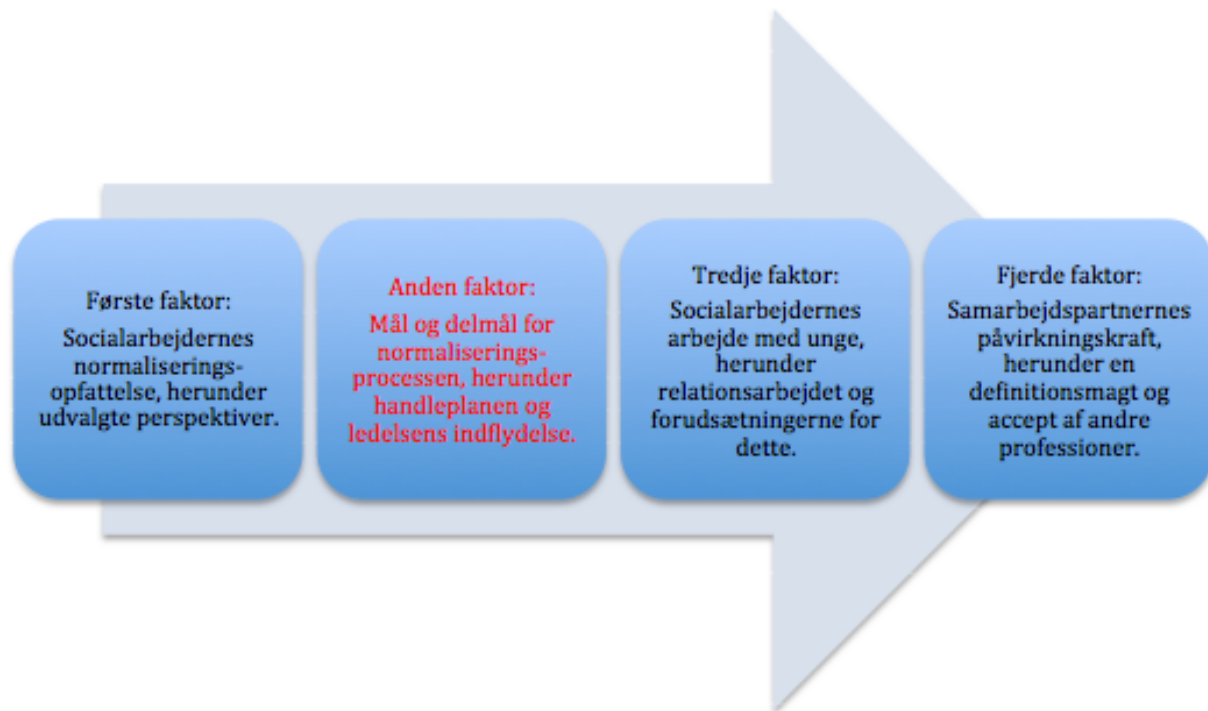 Første faktor:
Socialarbejdernes
normaliserings-
opfattelse, herunder
udvalgte perspektiver.
Anden faktor:
Mål og delmål for
normaliserings-
processen, herunder
handleplanen og
ledelsens indflydelse.
Tredje faktor:
Socialarbejdernes
arbejde med unge,
herunder
relationsarbejdet og
forudsætningerne for
dette.
Fjerde faktor:
Samarbejdspartnernes
påvirkningskraft,
herunder en
definitionsmagt og
accept af andre
professioner.